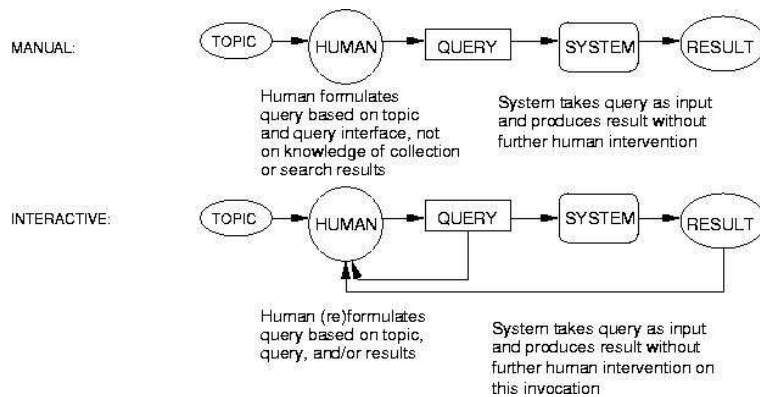 MANUAL:
TOPIC
HUMAN
QUERY
SYSTEM
RESULT
Human formulates
query based on topic
and query interface, not
on knowledge of collection
or search results
System takes query as input
and produces result without
further human intervention
INTERACTIVE:
TOPIC
HUMAN
QUERY
SYSTEM
RESULT
Human (re)formulates
query based on topic,
query, and/or results
System takes query as input
and produces result without
further human intervention on
this invocation